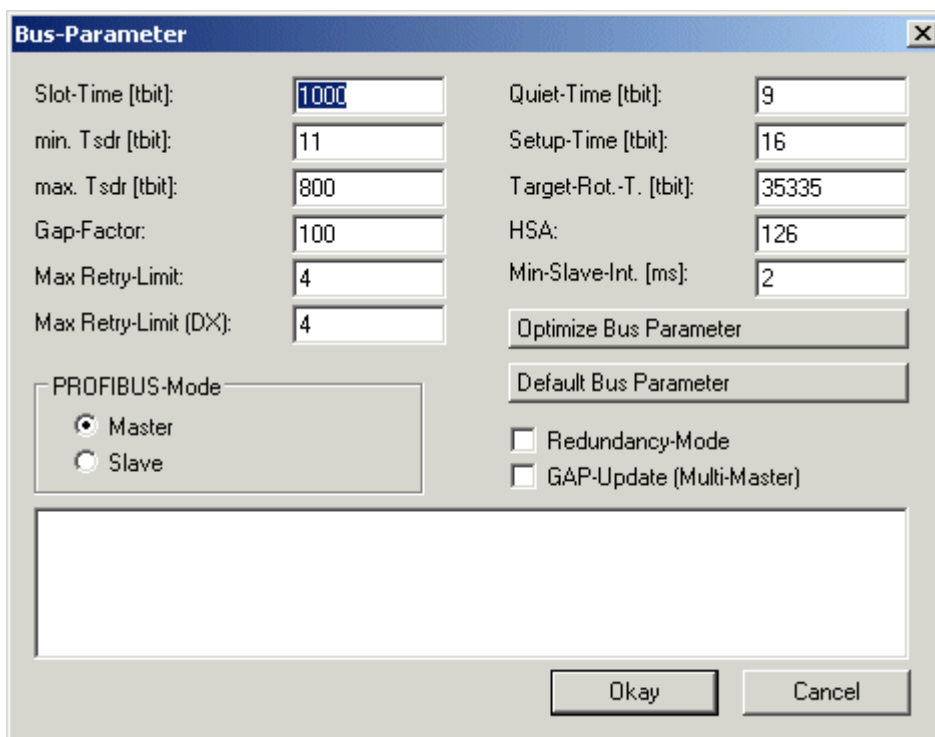 Bus-Parameter
Slot-Time [tbit]: 1000
Quiet-Time [tbit]: 9
min. Tsdr [tbit]: 11
Setup-Time [tbit]: 16
max. Tsdr [tbit]: 800
Target-Rot.-T. [tbit]: 35335
Gap-Factor: 100
HSA: 126
Max Retry-Limit: 4
Min-Slave-Int. [ms]: 2
Max Retry-Limit (DX): 4
Optimize Bus Parameter
Default Bus Parameter
PROFIBUS-Mode
Master
Slave
Redundancy-Mode
GAP-Update (Multi-Master)
Okay
Cancel